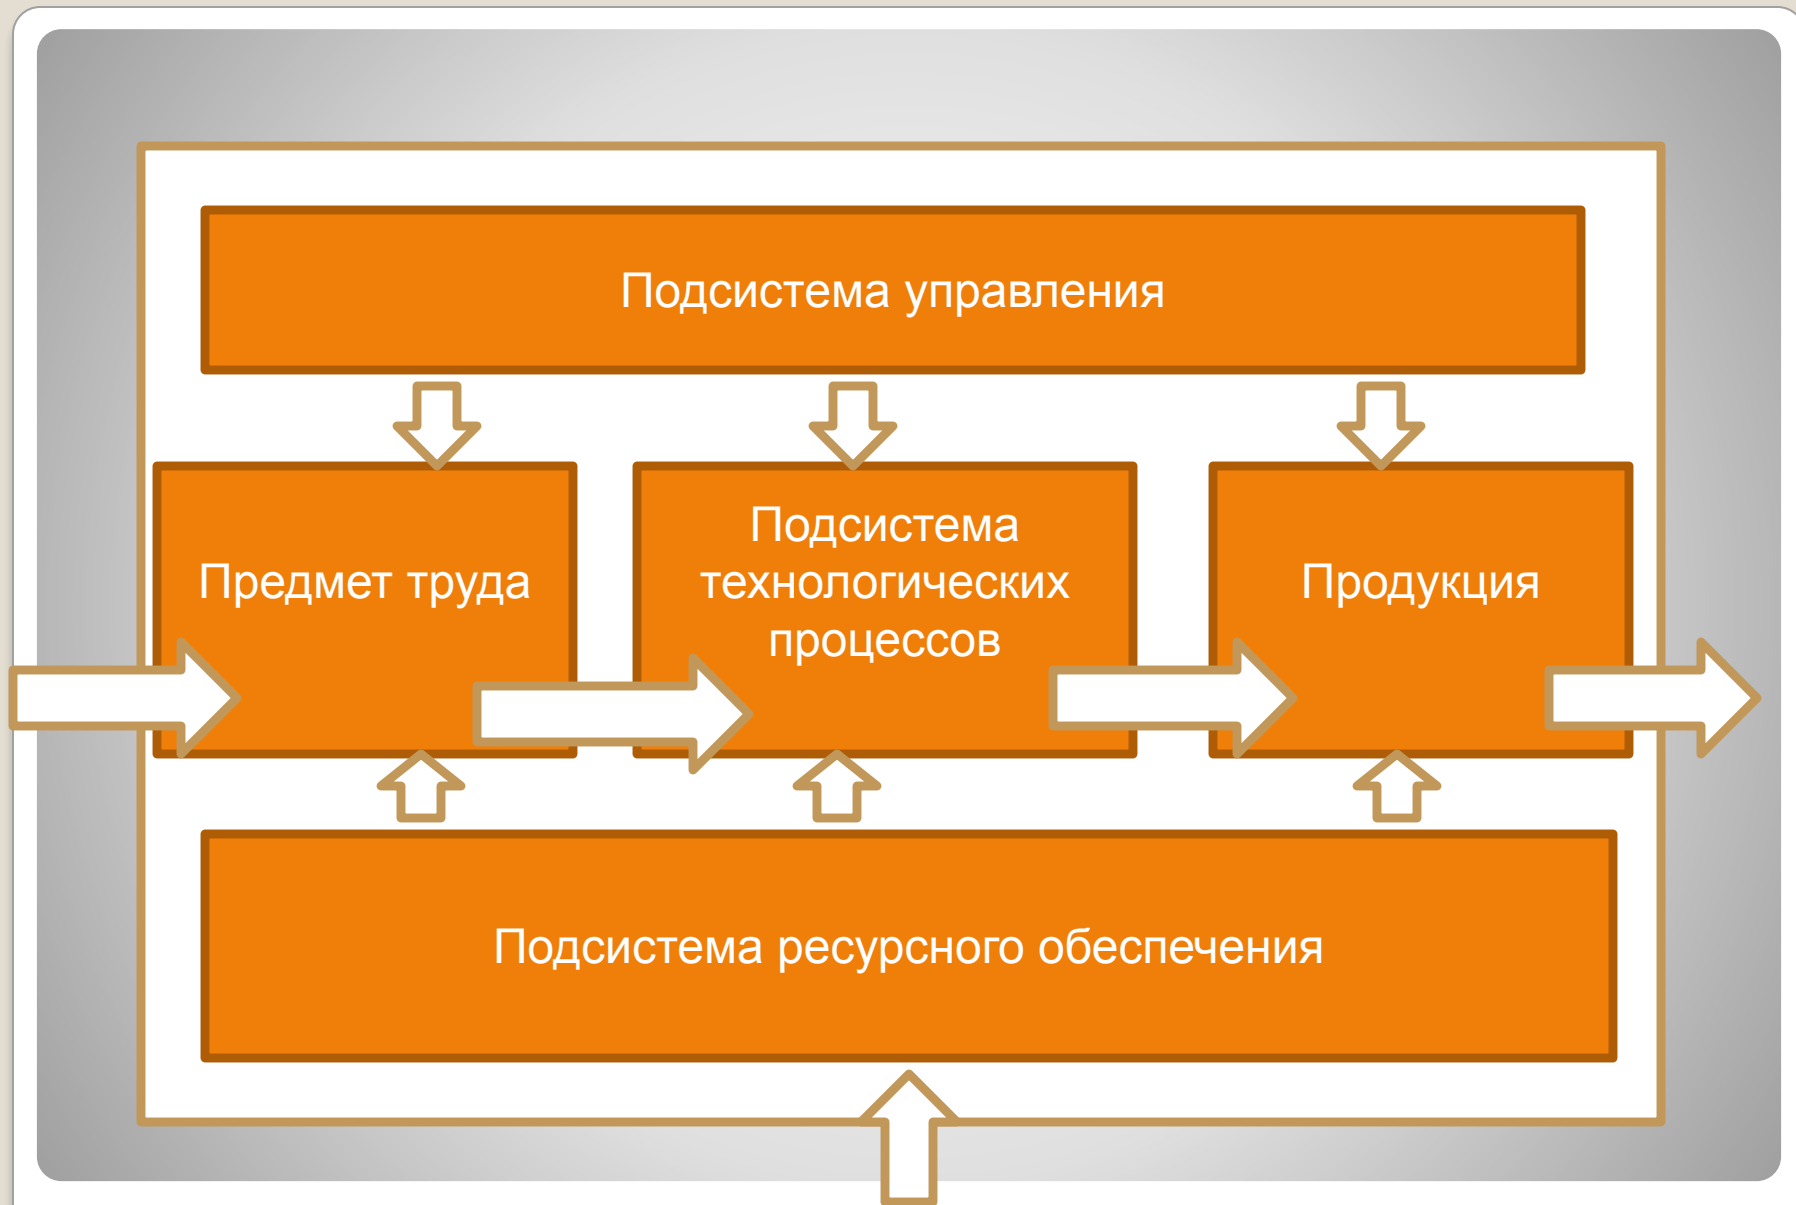 Подсистема управления
Предмет труда
Подсистема
технологических
процессов
Продукция
Подсистема ресурсного обеспечения